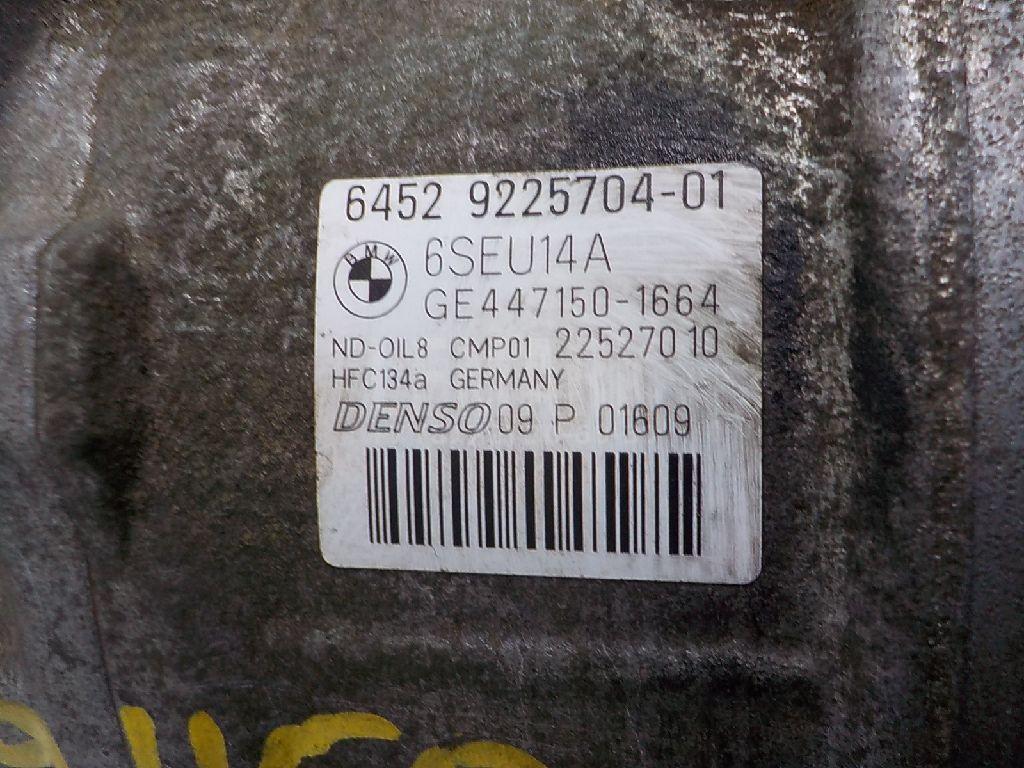 6452 9225704-01
BMW 6SEU14A
GE447150-1664
ND-OIL8 CMP01 22527010
HFC134a GERMANY
DENSO 09 P 01609